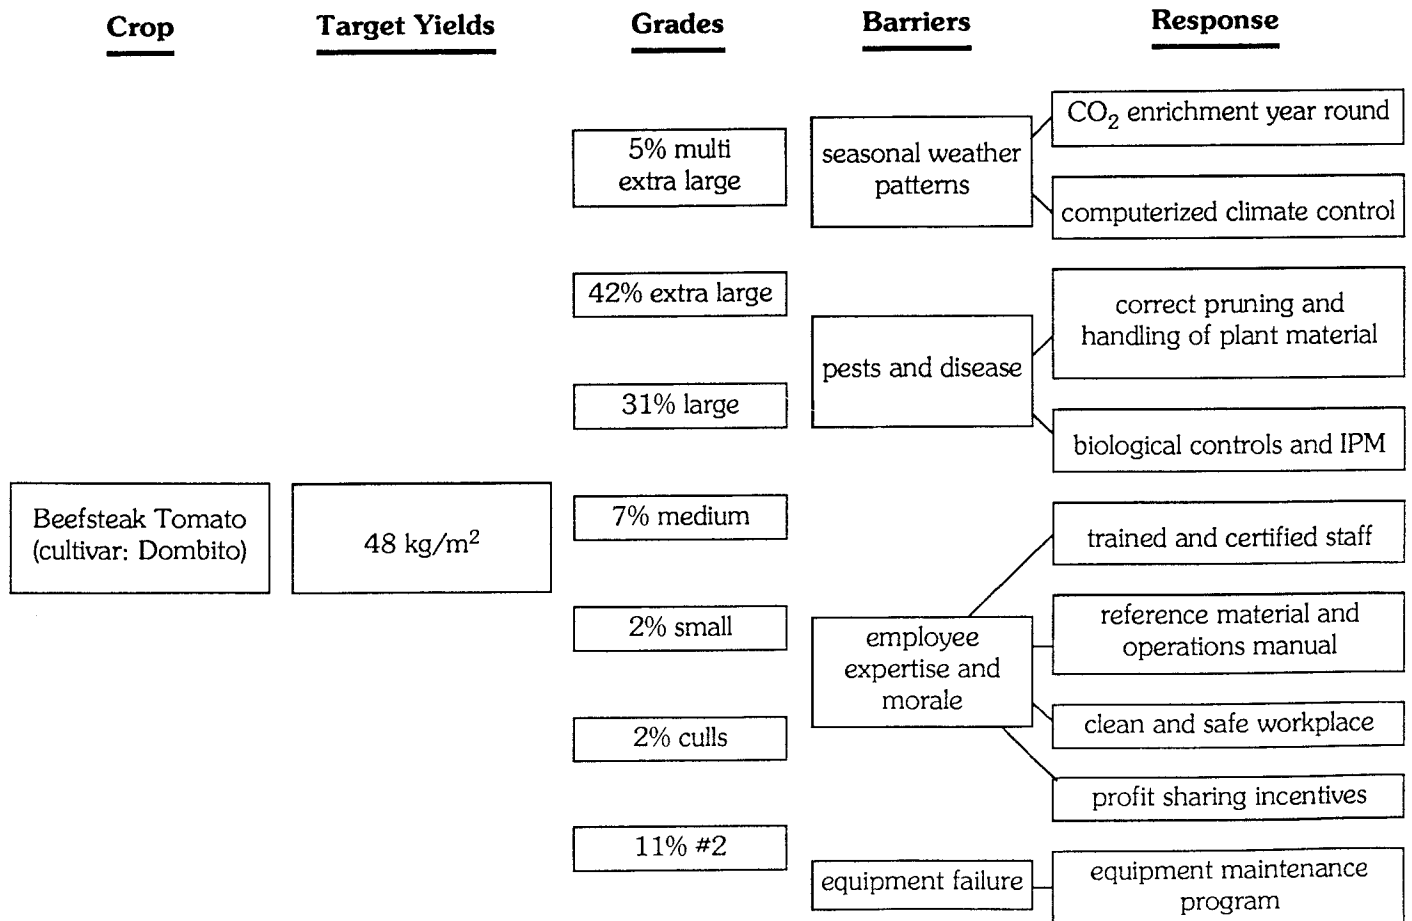 Crop
Target Yields
Grades
Barriers
Response
Beefsteak Tomato
(cultivar: Dombito)
48 kg/m²
5% multi
extra large
42% extra large
31% large
7% medium
2% small
2% culls
11% #2
seasonal weather
patterns
pests and disease
employee
expertise and
morale
equipment failure
CO₂ enrichment year round
computerized climate control
correct pruning and
handling of plant material
biological controls and IPM
trained and certified staff
reference material and
operations manual
clean and safe workplace
profit sharing incentives
equipment maintenance
program